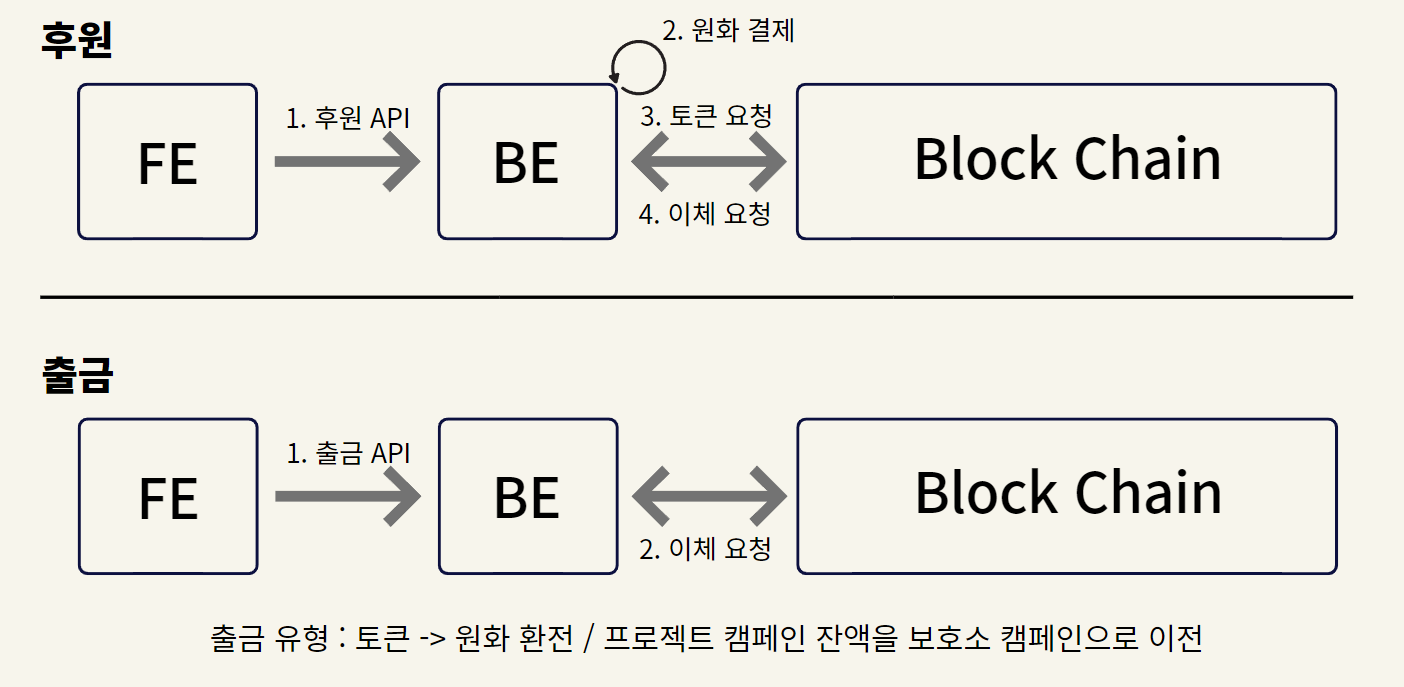 후원
2. 원화 결제
1. 후원 API
3. 토큰 요청
FE
BE
Block Chain
4. 이체 요청
출금
1. 출금 API
FE
BE
Block Chain
2. 이체 요청
출금 유형 : 토큰 -> 원화 환전 / 프로젝트 캠페인 잔액을 보호소 캠페인으로 이전